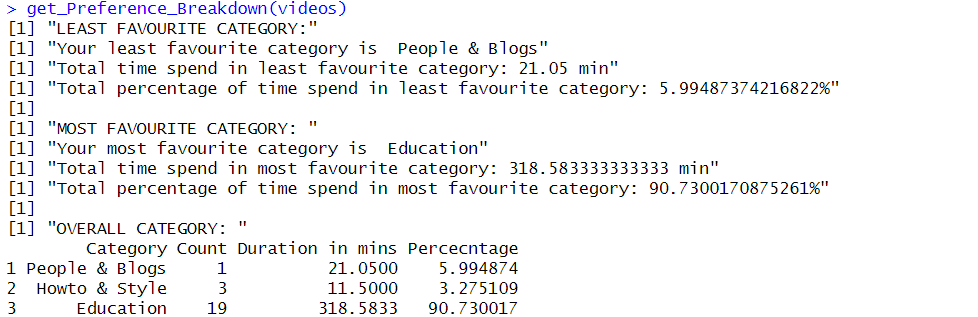 > get_Preference_Breakdown(videos)
[1] "LEAST FAVOURITE CATEGORY:"
[1] "Your least favourite category is  People & Blogs"
[1] "Total time spend in least favourite category: 21.05 min"
[1] "Total percentage of time spend in least favourite category: 5.99487374216822%"
[1]
[1] "MOST FAVOURITE CATEGORY: "
[1] "Your most favourite category is  Education"
[1] "Total time spend in most favourite category: 318.583333333333 min"
[1] "Total percentage of time spend in most favourite category: 90.7300170875261%"
[1]
[1] "OVERALL CATEGORY: "
Category Count Duration in mins Percecntage
1 People & Blogs 1 21.0500 5.994874
2 Howto & Style 3 11.5000 3.275109
3 Education 19 318.5833 90.730017